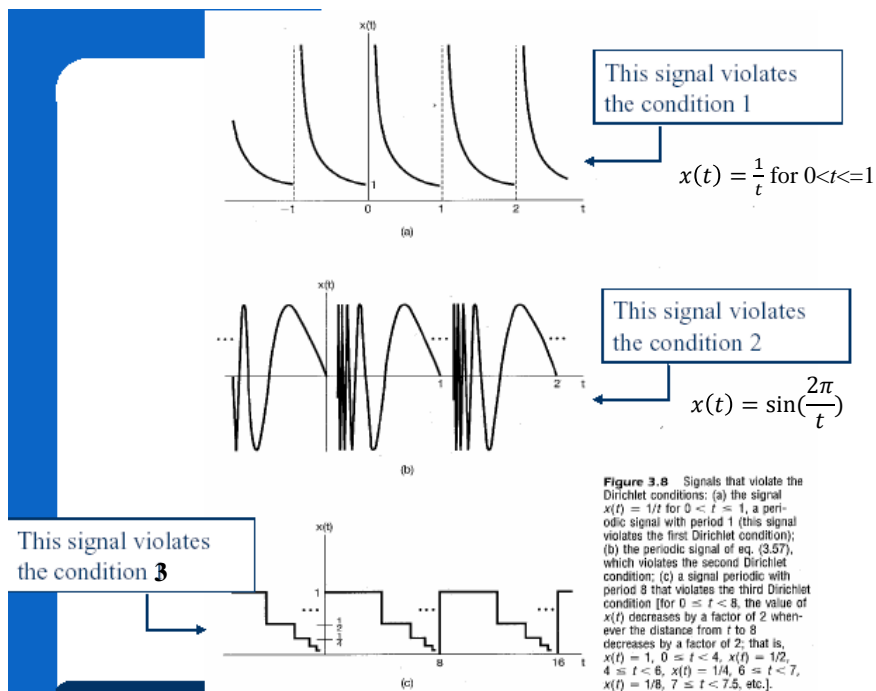 x(t)
This signal violates
the condition 1
x(t) = 1/t for 0<t<=1
1
−1 0 1 2 t
(a)
x(t)
This signal violates
the condition 2
... ... ...
1 2 t
x(t) = sin(2π/t)
(b)
Figure 3.8 Signals that violate the
Dirichlet conditions: (a) the signal
x(t) = 1/t for 0 < t ≤ 1, a peri-
odic signal with period 1 (this signal
violates the first Dirichlet condition);
(b) the periodic signal of eq. (3.57),
which violates the second Dirichlet
condition; (c) a signal periodic with
period 8 that violates the third Dirichlet
condition [for 0 ≤ t < 8, the value of
x(t) decreases by a factor of 2 when-
ever the distance from t to 8
decreases by a factor of 2; that is,
x(t) = 1, 0 ≤ t < 4, x(t) = 1/2,
4 ≤ t < 6, x(t) = 1/4, 6 ≤ t < 7,
x(t) = 1/8, 7 ≤ t < 7.5, etc.].
This signal violates
the condition 3
x(t)
1
... ... ...
8 16 t
(c)